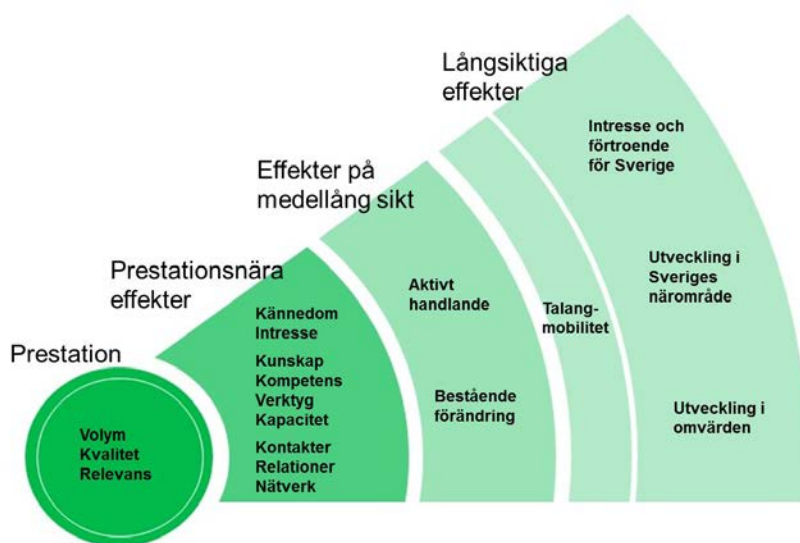 Prestation
Volym
Kvalitet
Relevans
Prestationsnära
effekter
Kännedom
Intresse
Kunskap
Kompetens
Verktyg
Kapacitet
Kontakter
Relationer
Nätverk
Effekter på
medellång sikt
Aktivt
handlande
Bestående
förändring
Långsiktiga
effekter
Talang-
mobilitet
Intresse och
förtroende
för Sverige
Utveckling i
Sveriges
närområde
Utveckling i
omvärden